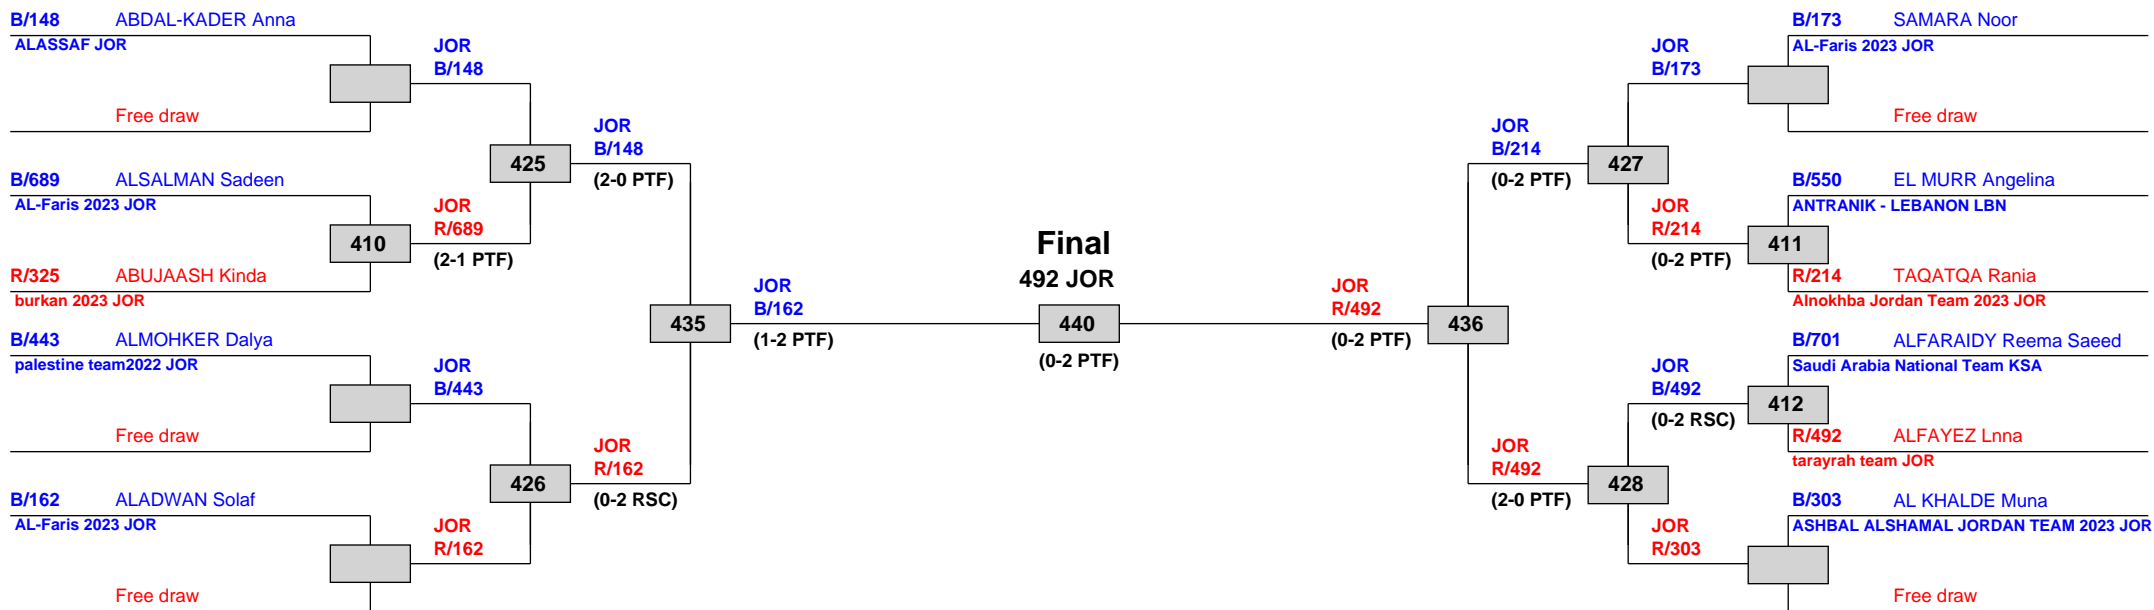 B/148 ABDAL-KADER Anna
ALASSAF JOR
Free draw
B/689 ALSALMAN Sadeen
AL-Faris 2023 JOR
R/325 ABUJAASH Kinda
burkan 2023 JOR
B/443 ALMOHKER Dalya
palestine team2022 JOR
Free draw
B/162 ALADWAN Solaf
AL-Faris 2023 JOR
Free draw
JOR
B/148
410
JOR
R/689
(2-1 PTF)
JOR
B/443
JOR
R/162
425
JOR
B/148
(2-0 PTF)
426
JOR
R/162
(0-2 RSC)
435
JOR
B/162
(1-2 PTF)
Final
492 JOR
440
(0-2 PTF)
JOR
R/492
(0-2 PTF)
436
JOR
B/214
(0-2 PTF)
427
JOR
R/492
(2-0 PTF)
428
JOR
B/173
JOR
R/214
(0-2 PTF)
411
JOR
B/492
(0-2 RSC)
412
JOR
R/303
B/173 SAMARA Noor
AL-Faris 2023 JOR
Free draw
B/550 EL MURR Angelina
ANTRANIK - LEBANON LBN
R/214 TAQATQA Rania
Alnokhba Jordan Team 2023 JOR
B/701 ALFARAIDY Reema Saeed
Saudi Arabia National Team KSA
R/492 ALFAYEZ Lnna
tarayrah team JOR
B/303 AL KHALDE Muna
ASHBAL ALSHAMAL JORDAN TEAM 2023 JOR
Free draw